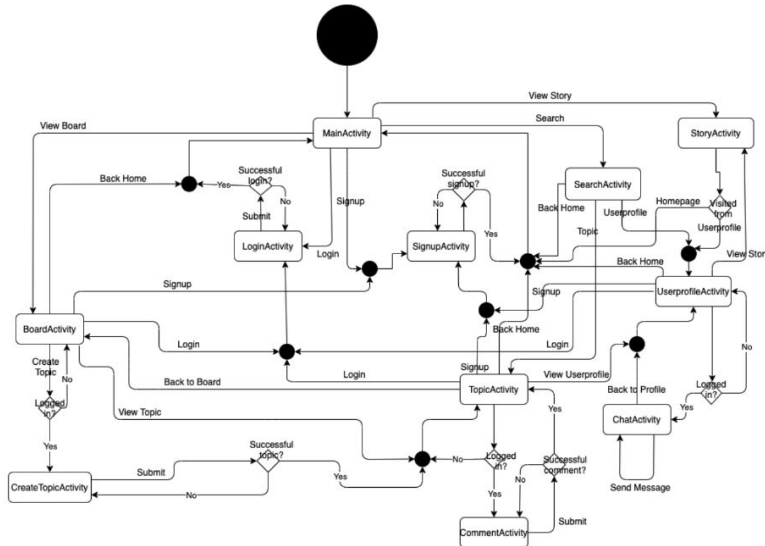 View Story
View Board
MainActivity
Search
StoryActivity
Successful
login?
Successful
signup?
Back Home
Yes
No
Signup
No
SearchActivity
Visited
from
Homepage
Userprofile
Submit
Yes
Back Home
Topic
Userprofile
LoginActivity
Login
SignupActivity
View Stor
Back Home
Signup
Signup
UserprofileActivity
BoardActivity
Back Home
Login
Login
No
Create
Topic
No
Signup
Login
View Userprofile
Back to Board
TopicActivity
Back to Profile
Logged
in?
Logged
in?
View Topic
Yes
Yes
ChatActivity
Yes
Successful
topic?
No
Logged
in?
Successful
comment?
Submit
Yes
CreateTopicActivity
No
Yes
No
Send Message
CommentActivity
Submit